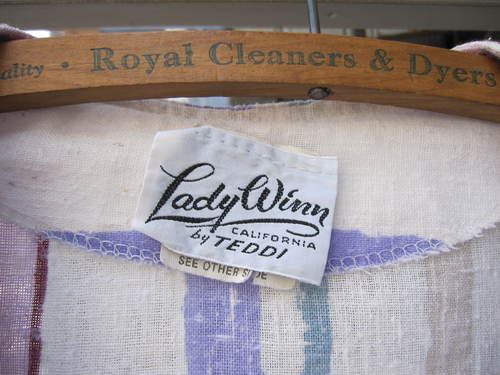 ality • Royal Cleaners & Dyers
Lady Winn
CALIFORNIA
by TEDDI
SEE OTHER SIDE